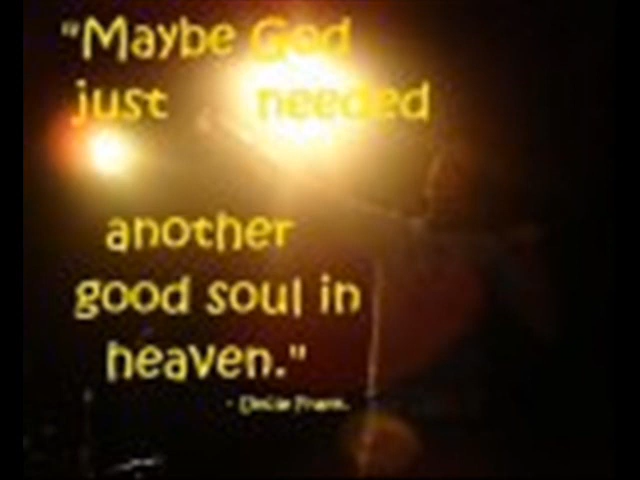 "Maybe God
just needed
another
good soul in
heaven."